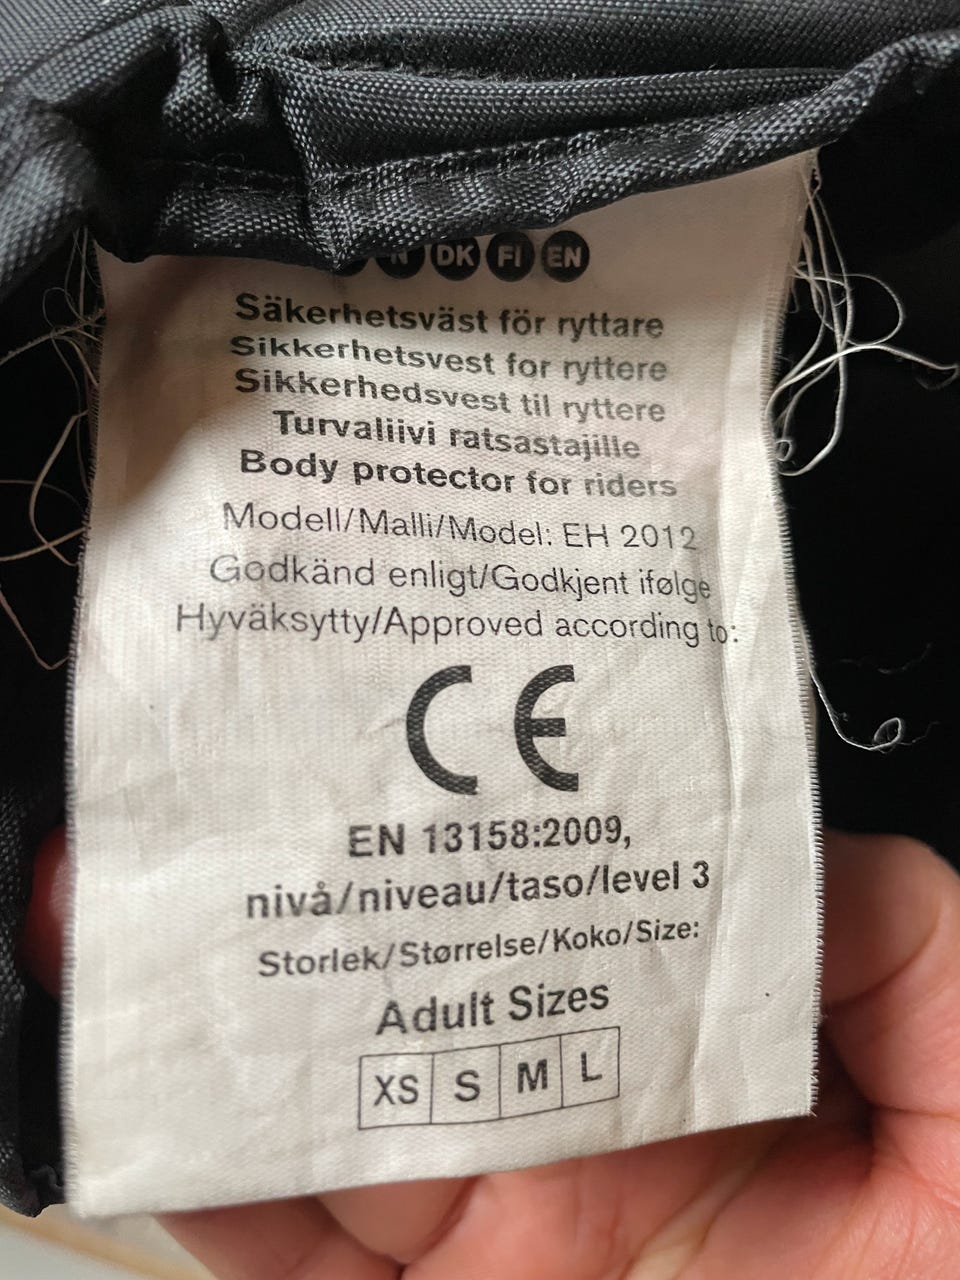 DK FI EN
Säkerhetsväst för ryttare
Sikkerhetsvest for ryttere
Sikkerhedsvest til ryttere
Turvaliivi ratsastajille
Body protector for riders
Modell/Malli/Model: EH 2012
Godkänd enligt/Godkjent ifølge
Hyväksytty/Approved according to:
CE
EN 13158:2009,
nivå/niveau/taso/level 3
Storlek/Størrelse/Koko/Size:
Adult Sizes
XS S M L